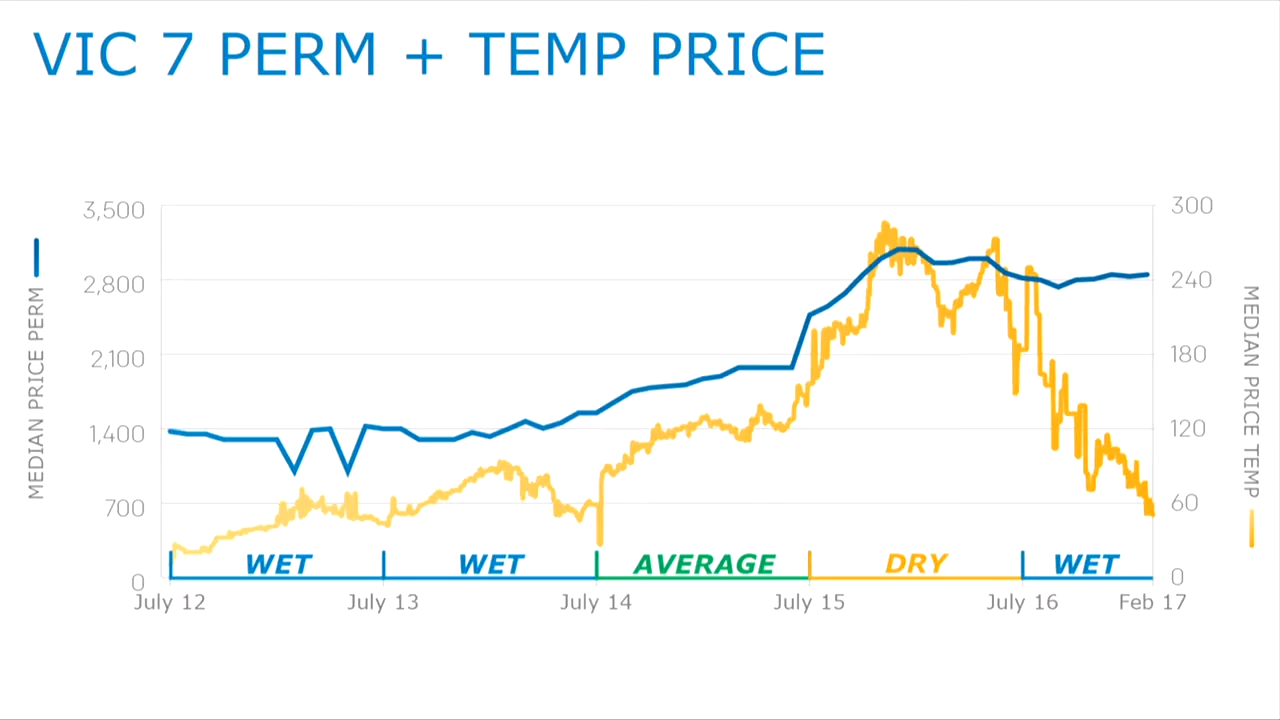 VIC 7 PERM + TEMP PRICE
3,500
2,800
2,100
1,400
700
0
MEDIAN PRICE PERM
300
240
180
120
60
0
MEDIAN PRICE TEMP
WET WET AVERAGE DRY WET
July 12 July 13 July 14 July 15 July 16 Feb 17